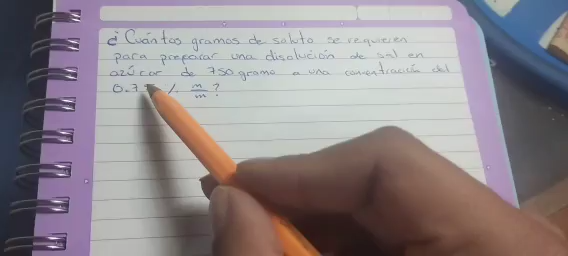 ¿Cuántos gramos de soluto se requieren
para preparar una disolución de sal en
azúcar de 750 gramo a una concentración del
0.7 % m/m?